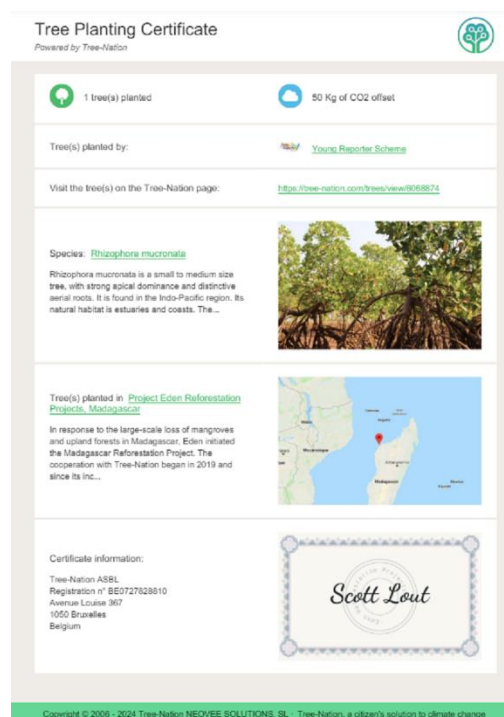 Tree Planting Certificate
Powered by Tree-Nation
1 tree(s) planted
50 Kg of CO2 offset
Tree(s) planted by:
Young Reporter Scheme
Visit the tree(s) on the Tree-Nation page:
https://tree-nation.com/trees/view/6068874
Species: Rhizophora mucronata
Rhizophora mucronata is a small to medium size
tree, with strong apical dominance and distinctive
aerial roots. It is found in the Indo-Pacific region. Its
natural habitat is estuaries and coasts. The...
Tree(s) planted in Project Eden Reforestation
Projects, Madagascar
In response to the large-scale loss of mangroves
and upland forests in Madagascar, Eden initiated
the Madagascar Reforestation Project. The
cooperation with Tree-Nation began in 2019 and
since its inc...
Mozambique
Madagascar
Certificate information:
Tree-Nation ASBL
Registration n° BE0727828810
Avenue Louise 367
1050 Bruxelles
Belgium
Scott Lout
Copyright © 2006 - 2024 Tree-Nation NEOVEE SOLUTIONS, SL - Tree-Nation, a citizen's solution to climate change